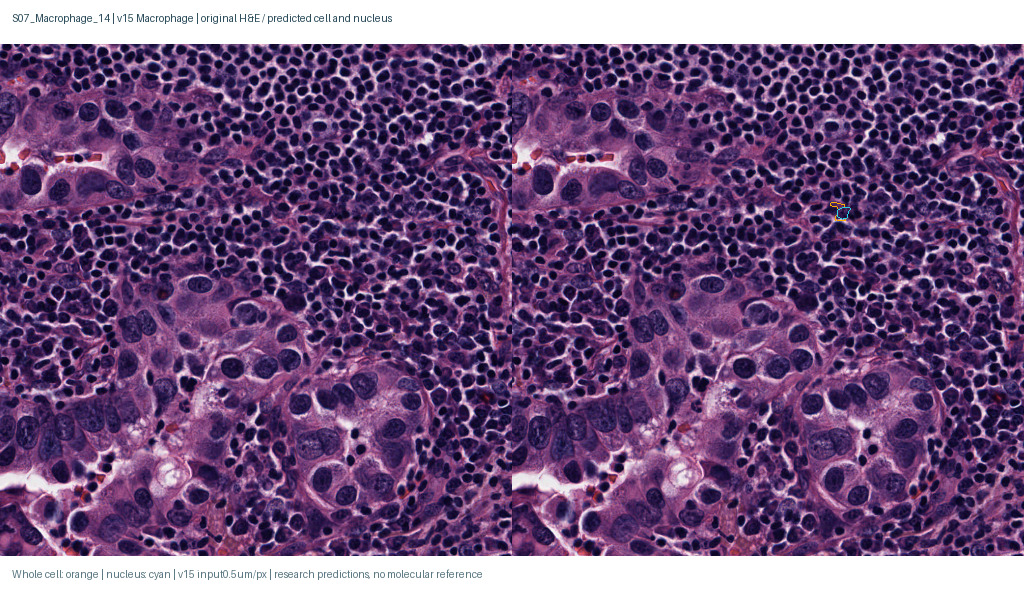 S07_Macrophage_14 | v15 Macrophage | original H&E / predicted cell and nucleus
Whole cell: orange | nucleus: cyan | v15 input0.5um/px | research predictions, no molecular reference